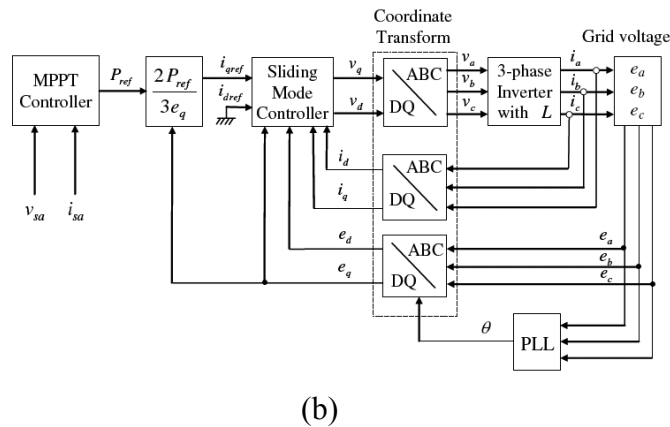 Coordinate
Transform
Grid voltage
MPPT
Controller
P_ref
2 P_ref
3e_q
i_qref
i_dref
Sliding
Mode
Controller
v_q
v_d
ABC
DQ
v_a
v_b
v_c
3-phase
Inverter
with L
i_a
i_b
i_c
e_a
e_b
e_c
v_sa
i_sa
i_d
i_q
ABC
DQ
e_d
e_q
ABC
DQ
e_a
e_b
e_c
θ
PLL
(b)